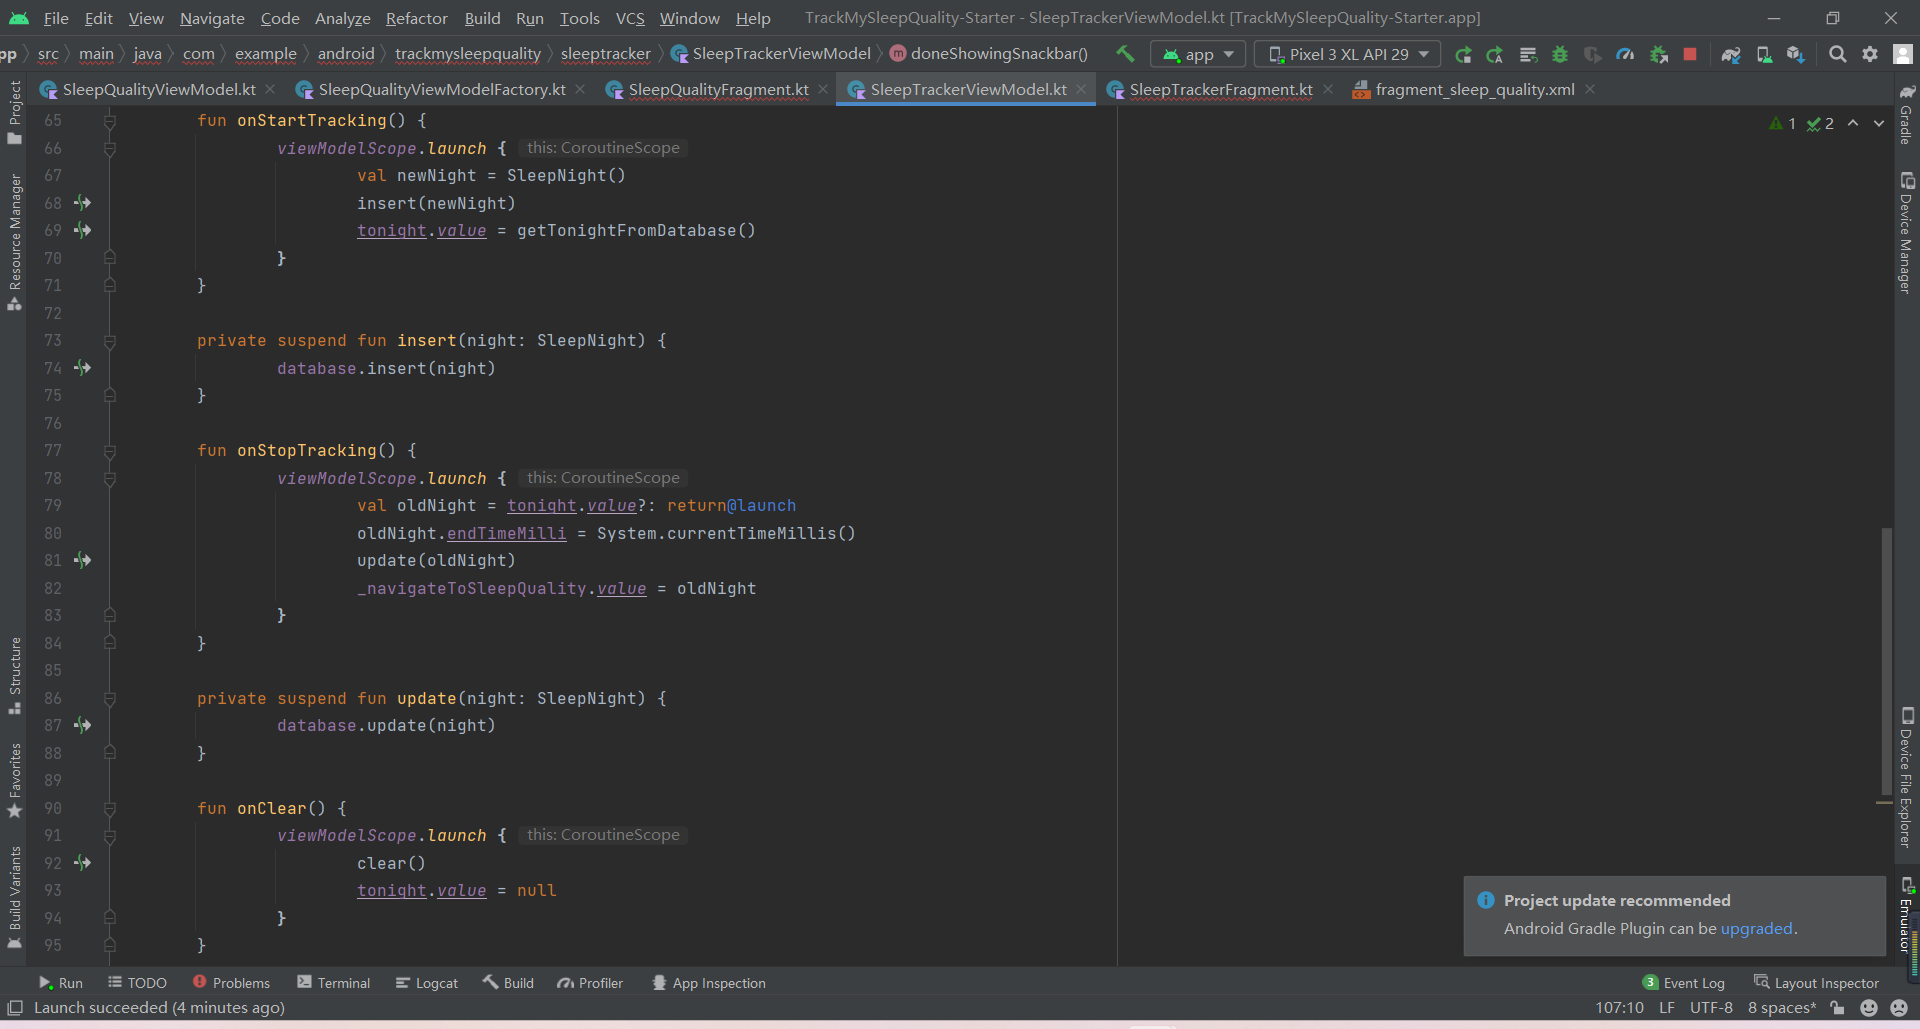 File Edit View Navigate Code Analyze Refactor Build Run Tools VCS Window Help TrackMySleepQuality-Starter - SleepTrackerViewModel.kt [TrackMySleepQuality-Starter.app]
pp src main java com example android trackmysleepquality sleeptracker SleepTrackerViewModel m doneShowingSnackbar() app Pixel 3 XL API 29
SleepQualityViewModel.kt SleepQualityViewModelFactory.kt SleepQualityFragment.kt SleepTrackerViewModel.kt SleepTrackerFragment.kt fragment_sleep_quality.xml
1 2
65 fun onStartTracking() {
66 viewModelScope.launch { this: CoroutineScope
67 val newNight = SleepNight()
68 insert(newNight)
69 tonight.value = getTonightFromDatabase()
70 }
71 }
72
73 private suspend fun insert(night: SleepNight) {
74 database.insert(night)
75 }
76
77 fun onStopTracking() {
78 viewModelScope.launch { this: CoroutineScope
79 val oldNight = tonight.value?: return@launch
80 oldNight.endTimeMilli = System.currentTimeMillis()
81 update(oldNight)
82 _navigateToSleepQuality.value = oldNight
83 }
84 }
85
86 private suspend fun update(night: SleepNight) {
87 database.update(night)
88 }
89
90 fun onClear() {
91 viewModelScope.launch { this: CoroutineScope
92 clear()
93 tonight.value = null
94 }
95 }
Project
Resource Manager
Structure
Favorites
Build Variants
Gradle
Device Manager
Device File Explorer
Emulator
Project update recommended
Android Gradle Plugin can be upgraded.
Run TODO Problems Terminal Logcat Build Profiler App Inspection 3 Event Log Layout Inspector
Launch succeeded (4 minutes ago) 107:10 LF UTF-8 8 spaces*